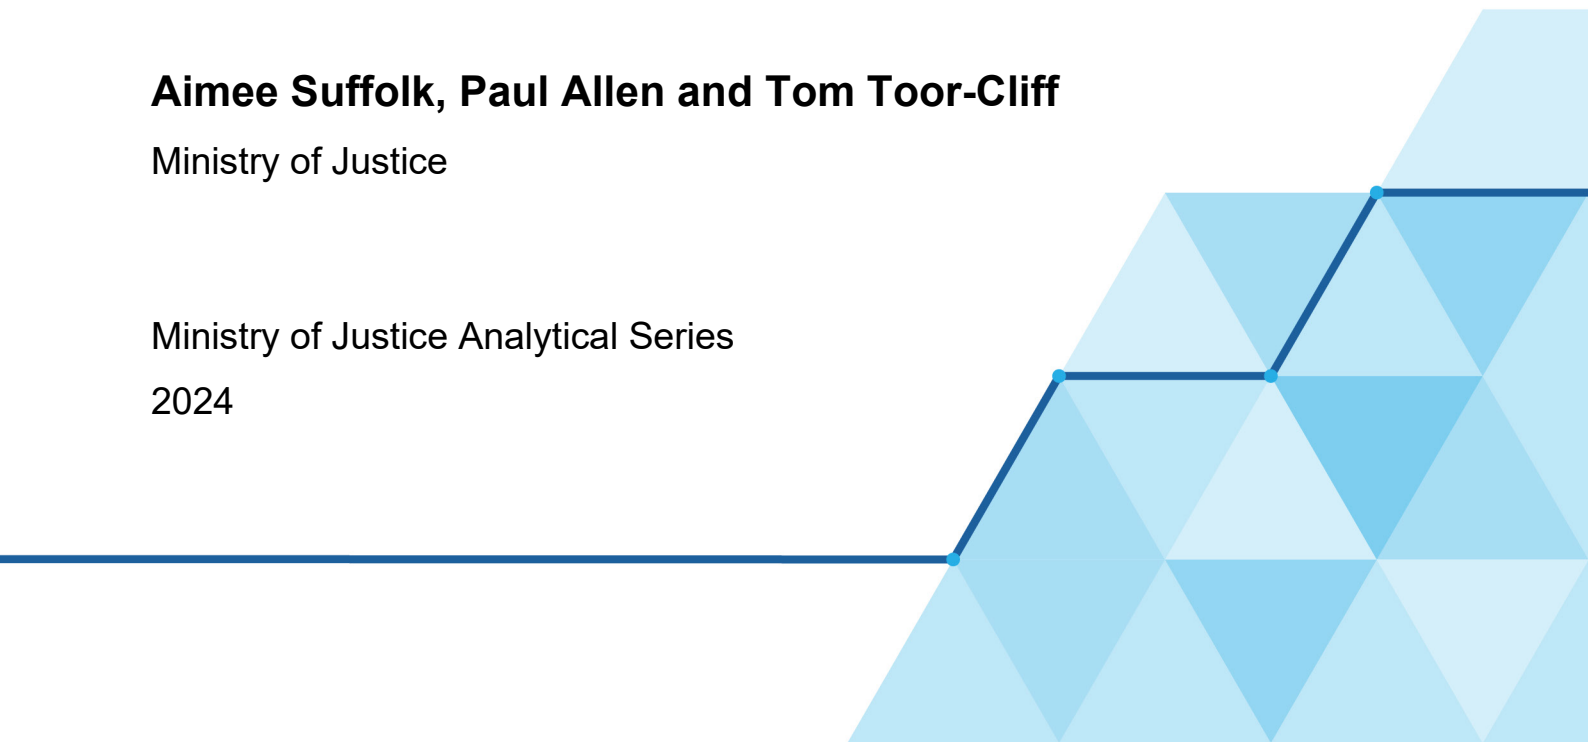 Aimee Suffolk, Paul Allen and Tom Toor-Cliff
Ministry of Justice
Ministry of Justice Analytical Series
2024